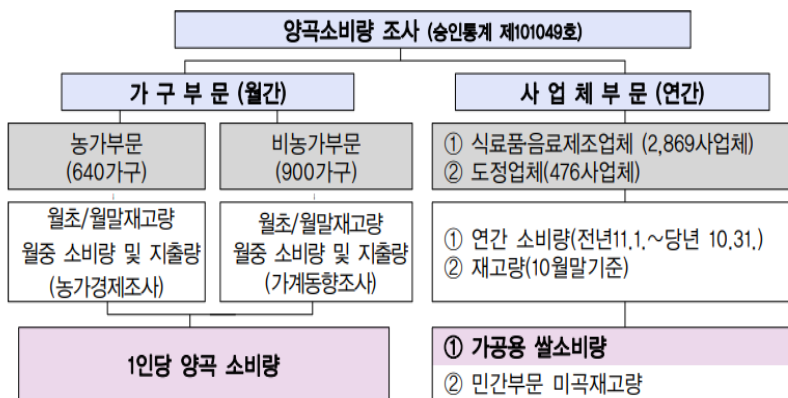 양곡소비량 조사 (승인통계 제101049호)
가 구 부 문 (월간)
사 업 체 부 문 (연간)
농가부문
(640가구)
비농가부문
(900가구)
① 식료품음료제조업체 (2,869사업체)
② 도정업체(476사업체)
월초/월말재고량
월중 소비량 및 지출량
(농가경제조사)
월초/월말재고량
월중 소비량 및 지출량
(가계동향조사)
① 연간 소비량(전년11.1.~당년 10.31.)
② 재고량(10월말기준)
1인당 양곡 소비량
① 가공용 쌀소비량
② 민간부문 미곡재고량